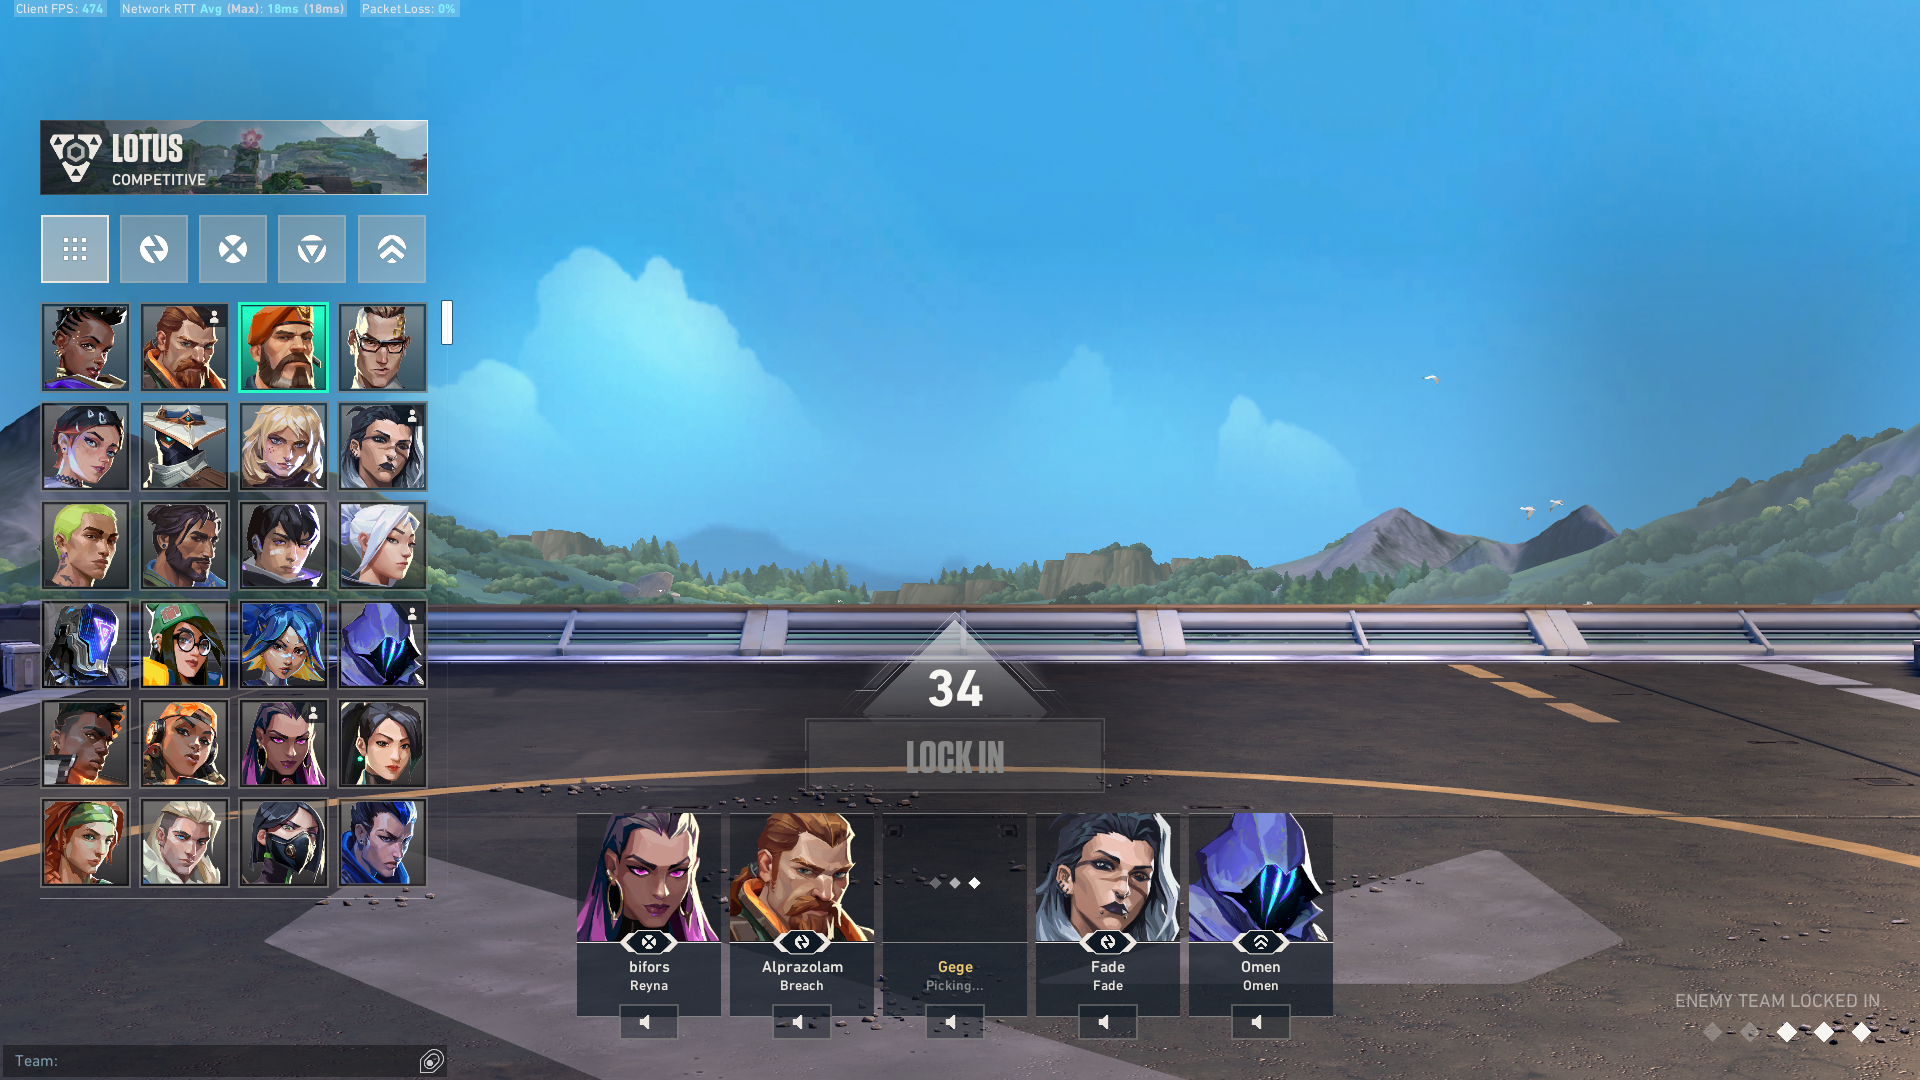 Client FPS: 474 Network RTT Avg (Max): 18ms (18ms) Packet Loss: 0%
LOTUS
COMPETITIVE
34
LOCK IN
bifors
Reyna
Alprazolam
Breach
Gege
Picking...
Fade
Fade
Omen
Omen
ENEMY TEAM LOCKED IN
Team: